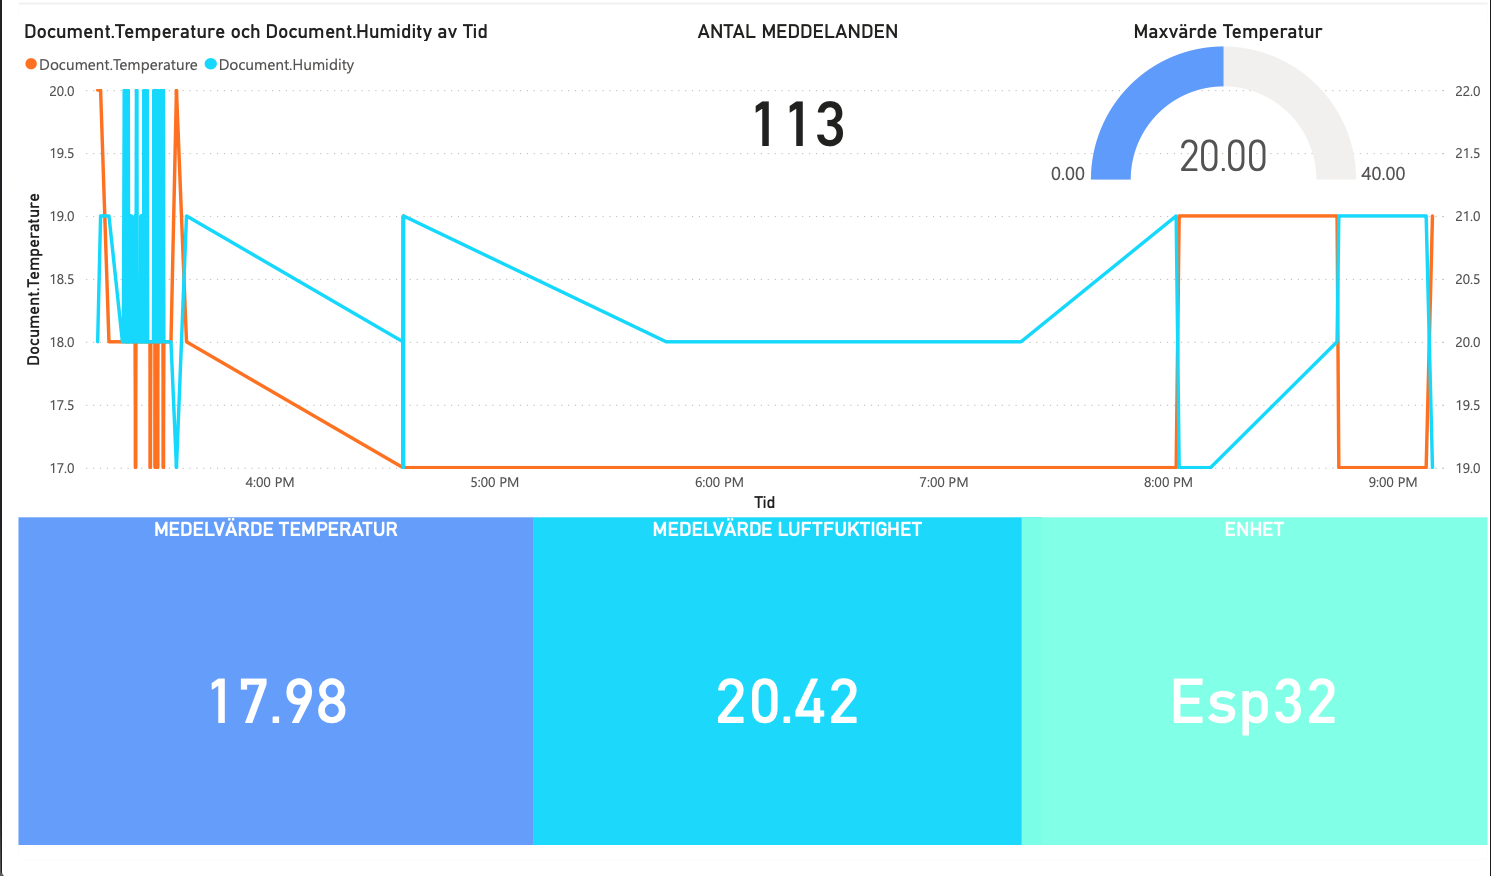 Document.Temperature och Document.Humidity av Tid
ANTAL MEDDELANDEN
Maxvärde Temperatur
Document.Temperature Document.Humidity
113
20.00
0.00
40.00
Document.Temperature
20.0
19.5
19.0
18.5
18.0
17.5
17.0
22.0
21.5
21.0
20.5
20.0
19.5
19.0
4:00 PM 5:00 PM 6:00 PM 7:00 PM 8:00 PM 9:00 PM
Tid
MEDELVÄRDE TEMPERATUR
17.98
MEDELVÄRDE LUFTFUKTIGHET
20.42
ENHET
Esp32